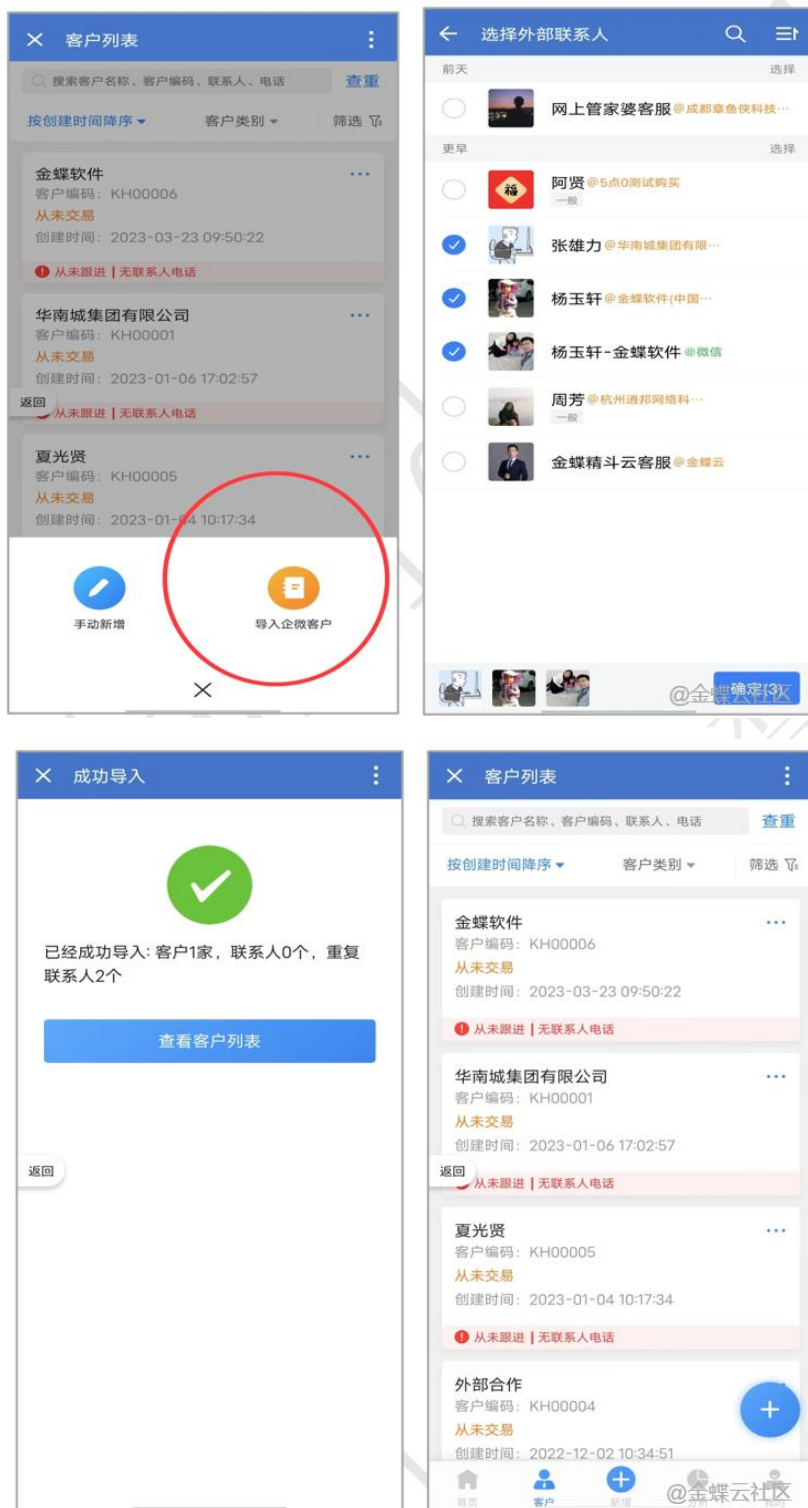 客户列表
搜索客户名称、客户编码、联系人、电话
查重
按创建时间降序
客户类别
筛选
金蝶软件
客户编码：KH00006
从未交易
创建时间：2023-03-23 09:50:22
从未跟进 | 无联系人电话
华南城集团有限公司
客户编码：KH00001
从未交易
创建时间：2023-01-06 17:02:57
返回
从未跟进 | 无联系人电话
夏光贤
客户编码：KH00005
从未交易
创建时间：2023-01-04 10:17:34
手动新增
导入企微客户
选择外部联系人
前天
选择
网上管家婆客服@成都章鱼侠科技…
更早
选择
阿贤@5点0测试购买
一般
张雄力@华南城集团有限…
杨玉轩@金蝶软件(中国…
杨玉轩-金蝶软件@微信
周芳@杭州通邦网络科…
一般
金蝶精斗云客服@金蝶云
确定(3)
@金蝶云社区
成功导入
已经成功导入: 客户1家，联系人0个，重复
联系人2个
查看客户列表
返回
客户列表
搜索客户名称、客户编码、联系人、电话
查重
按创建时间降序
客户类别
筛选
金蝶软件
客户编码：KH00006
从未交易
创建时间：2023-03-23 09:50:22
从未跟进 | 无联系人电话
华南城集团有限公司
客户编码：KH00001
从未交易
创建时间：2023-01-06 17:02:57
返回
从未跟进 | 无联系人电话
夏光贤
客户编码：KH00005
从未交易
创建时间：2023-01-04 10:17:34
从未跟进 | 无联系人电话
外部合作
客户编码：KH00004
从未交易
创建时间：2022-12-02 10:34:51
首页
客户
新增
@金蝶云社区